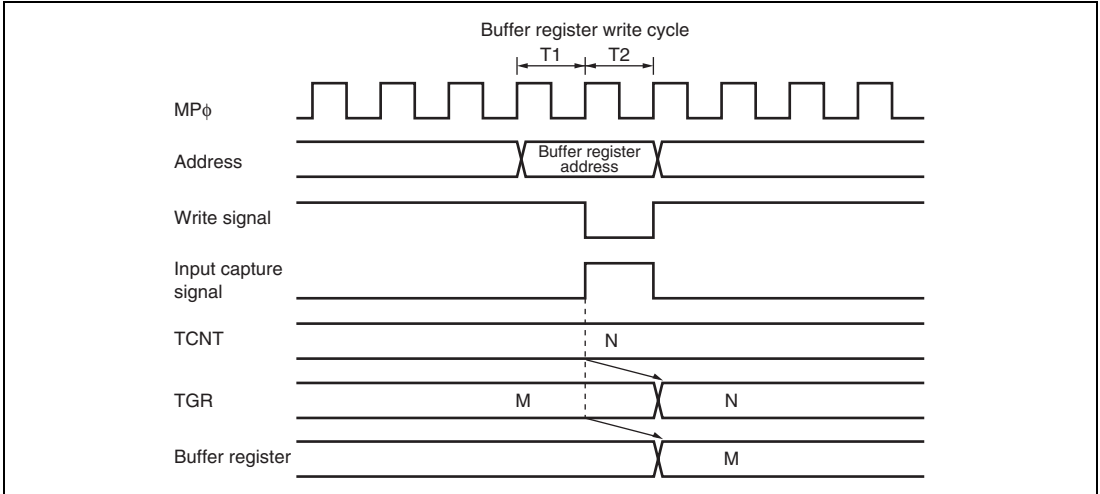 Buffer register write cycle
T1 T2
MPφ
Address
Buffer register
address
Write signal
Input capture
signal
TCNT
N
TGR
M N
Buffer register
M